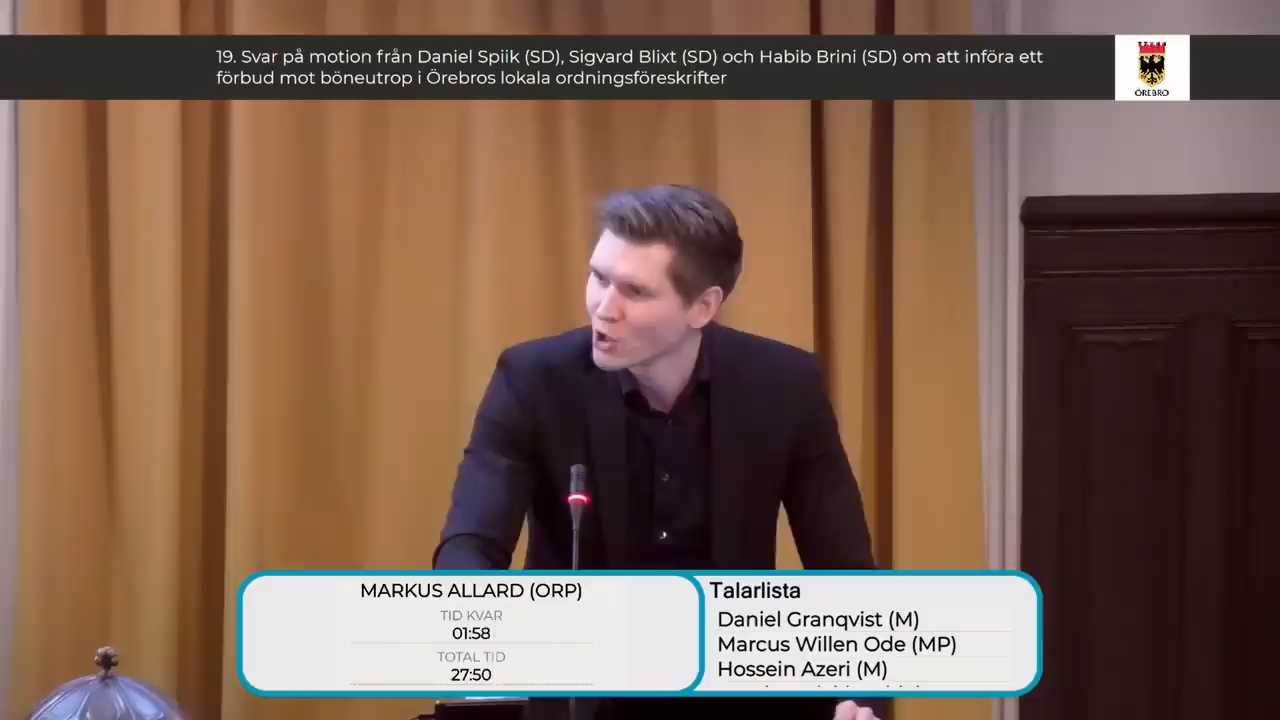 19. Svar på motion från Daniel Spiik (SD), Sigvard Blixt (SD) och Habib Brini (SD) om att införa ett
förbud mot böneutrop i Örebros lokala ordningsföreskrifter
ÖREBRO
MARKUS ALLARD (ORP)
TID KVAR
01:58
TOTAL TID
27:50
Talarlista
Daniel Granqvist (M)
Marcus Willen Ode (MP)
Hossein Azeri (M)